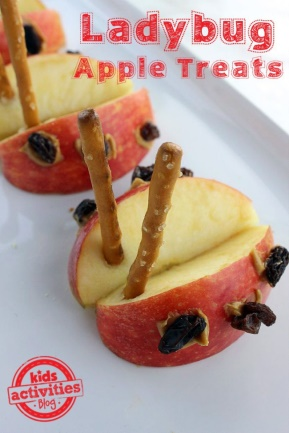 Ladybug
Apple Treats
kids
activities
Blog